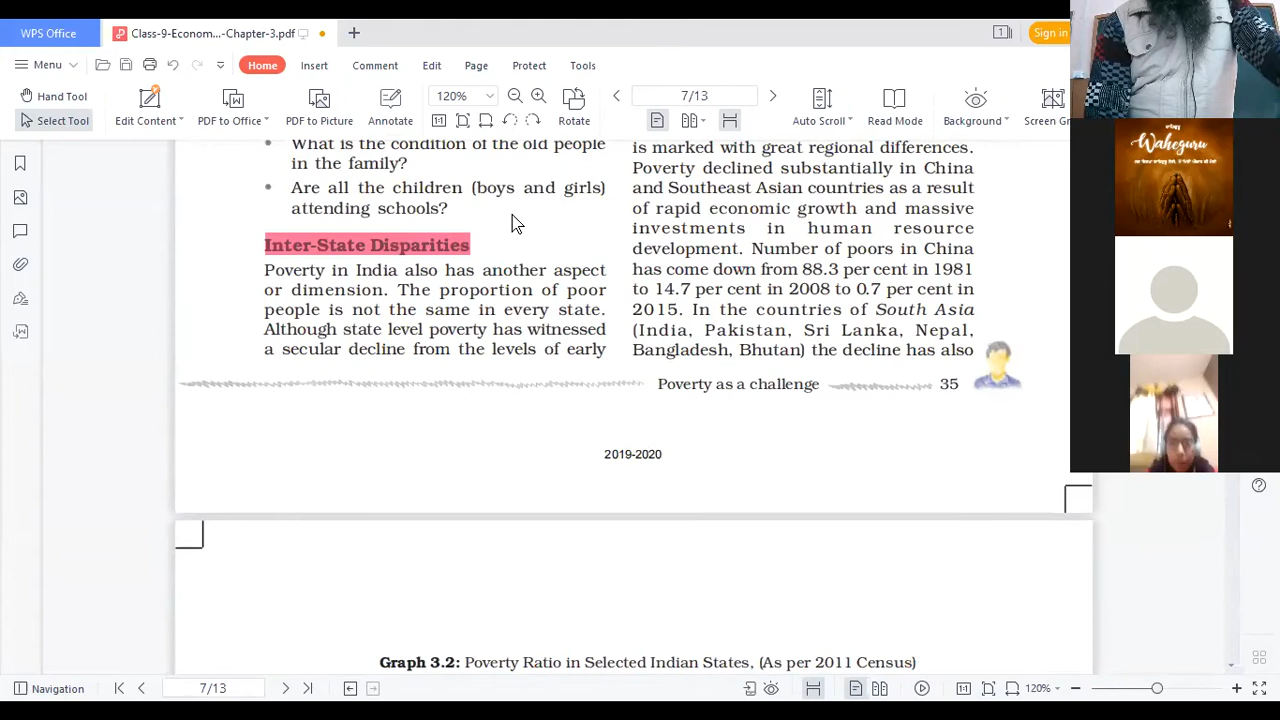 WPS Office
Class-9-Econom...-Chapter-3.pdf
1
Sign in
Menu
Home
Insert
Comment
Edit
Page
Protect
Tools
Hand Tool
Select Tool
Edit Content
PDF to Office
PDF to Picture
Annotate
120%
Rotate
7/13
Auto Scroll
Read Mode
Background
Screen Gr
• What is the condition of the old people
in the family?
• Are all the children (boys and girls)
attending schools?
Inter-State Disparities
Poverty in India also has another aspect
or dimension. The proportion of poor
people is not the same in every state.
Although state level poverty has witnessed
a secular decline from the levels of early
is marked with great regional differences.
Poverty declined substantially in China
and Southeast Asian countries as a result
of rapid economic growth and massive
investments in human resource
development. Number of poors in China
has come down from 88.3 per cent in 1981
to 14.7 per cent in 2008 to 0.7 per cent in
2015. In the countries of South Asia
(India, Pakistan, Sri Lanka, Nepal,
Bangladesh, Bhutan) the decline has also
Poverty as a challenge 35
2019-2020
Graph 3.2: Poverty Ratio in Selected Indian States, (As per 2011 Census)
Waheguru
Navigation
7/13
120%